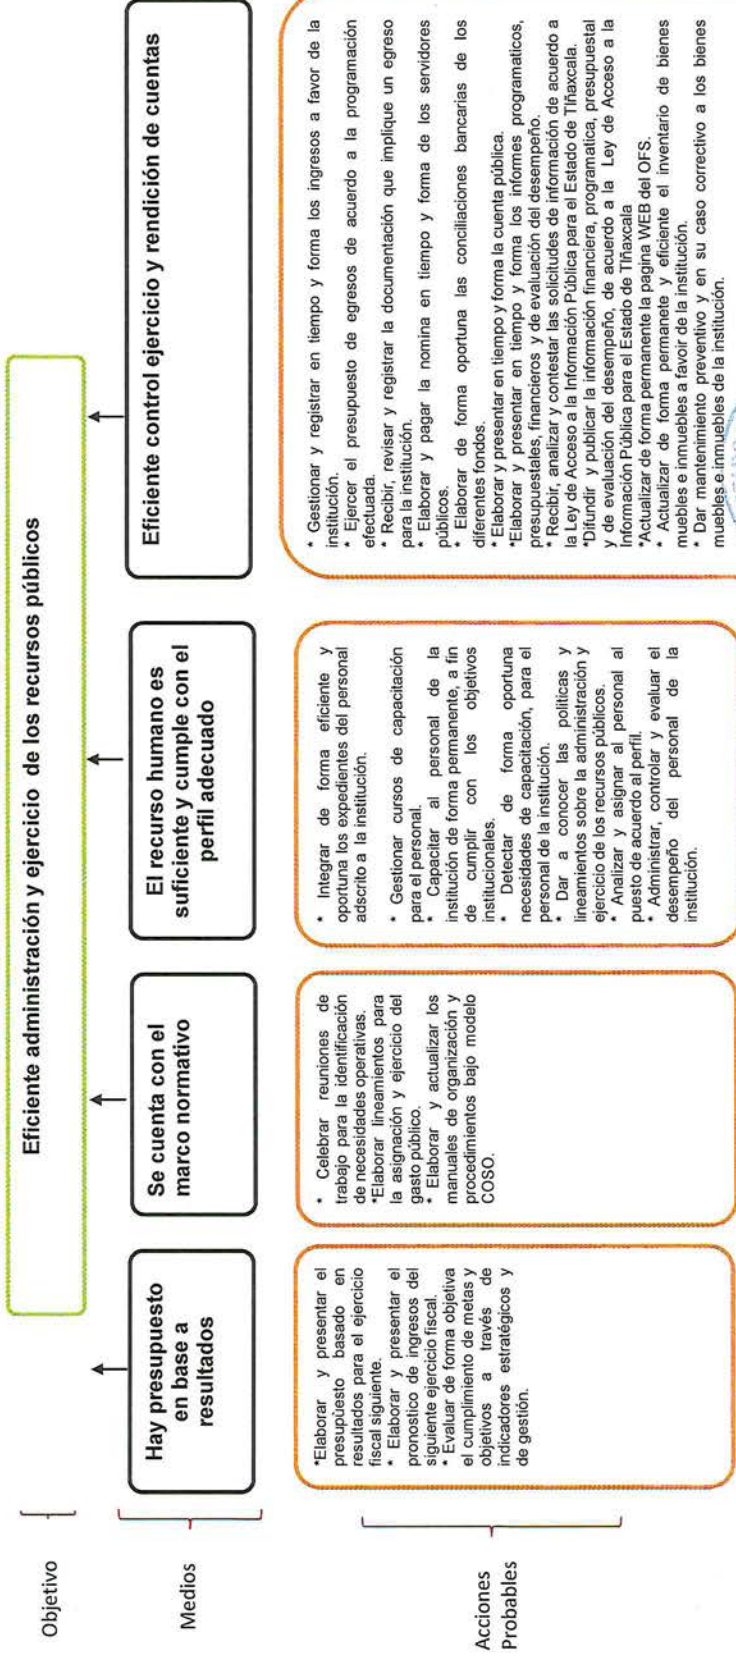 Objetivo
Eficiente administración y ejercicio de los recursos públicos
Medios
Hay presupuesto
en base a
resultados
Se cuenta con el
marco normativo
El recurso humano es
suficiente y cumple con el
perfil adecuado
Eficiente control ejercicio y rendición de cuentas
Acciones
Probables
*Elaborar y presentar el
presupuesto basado en
resultados para el ejercicio
fiscal siguiente.
* Elaborar y presentar el
pronostico de ingresos del
siguiente ejercicio fiscal.
* Evaluar de forma objetiva
el cumplimiento de metas y
objetivos a través de
indicadores estratégicos y
de gestión.
* Celebrar reuniones de
trabajo para la identificación
de necesidades operativas.
*Elaborar lineamientos para
la asignación y ejercicio del
gasto público.
* Elaborar y actualizar los
manuales de organización y
procedimientos bajo modelo
COSO.
* Integrar de forma eficiente y
oportuna los expedientes del personal
adscrito a la institución.
* Gestionar cursos de capacitación
para el personal.
* Capacitar al personal de la
institución de forma permanente, a fin
de cumplir con los objetivos
institucionales.
* Detectar de forma oportuna
necesidades de capacitación, para el
personal de la institución.
* Dar a conocer las políticas y
lineamientos sobre la administración y
ejercicio de los recursos públicos.
* Analizar y asignar al personal al
puesto de acuerdo al perfil.
* Administrar, controlar y evaluar el
desempeño del personal de la
institución.
* Gestionar y registrar en tiempo y forma los ingresos a favor de la
institución.
* Ejercer el presupuesto de egresos de acuerdo a la programación
efectuada.
* Recibir, revisar y registrar la documentación que implique un egreso
para la institución.
* Elaborar y pagar la nomina en tiempo y forma de los servidores
públicos.
* Elaborar de forma oportuna las conciliaciones bancarias de los
diferentes fondos.
* Elaborar y presentar en tiempo y forma la cuenta pública.
*Elaborar y presentar en tiempo y forma los informes programaticos,
presupuestales, financieros y de evaluación del desempeño.
* Recibir, analizar y contestar las solicitudes de información de acuerdo a
la Ley de Acceso a la Información Pública para el Estado de Tlñaxcala.
*Difundir y publicar la información financiera, programatica, presupuestal
y de evaluación del desempeño, de acuerdo a la Ley de Acceso a la
Información Pública para el Estado de Tlñaxcala
*Actualizar de forma permanente la pagina WEB del OFS.
* Actualizar de forma permanete y eficiente el inventario de bienes
muebles e inmuebles a favoir de la institución.
* Dar mantenimiento preventivo y en su caso correctivo a los bienes
muebles e inmuebles de la institución.